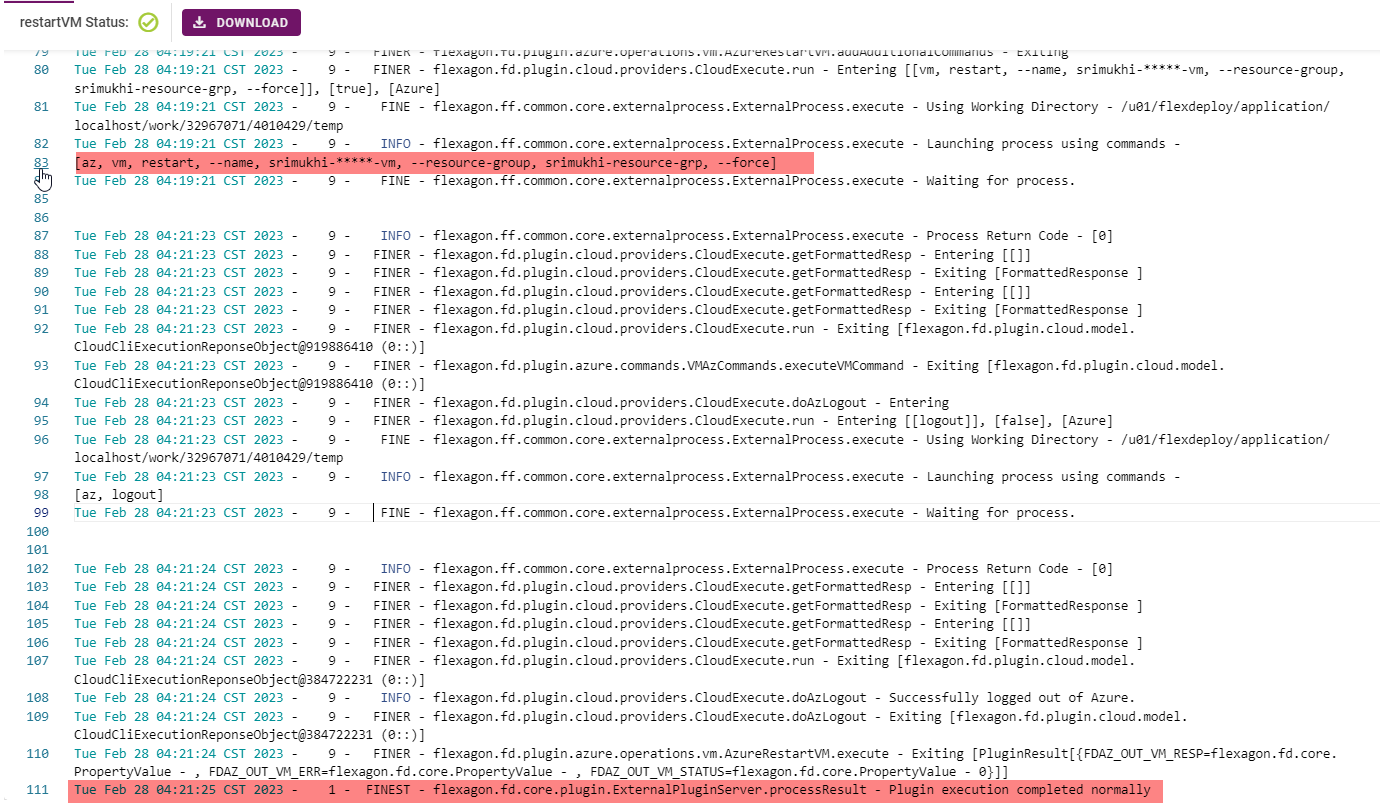 restartVM Status: DOWNLOAD
79 Tue Feb 28 04:19:21 CST 2023 - 9 - FINER - flexagon.fd.plugin.azure.operations.vm.AzureRestartVM.addAdditionalCommands - Exiting
80 Tue Feb 28 04:19:21 CST 2023 - 9 - FINER - flexagon.fd.plugin.cloud.providers.CloudExecute.run - Entering [[vm, restart, --name, srimukhi-*****-vm, --resource-group,
srimukhi-resource-grp, --force]], [true], [Azure]
81 Tue Feb 28 04:19:21 CST 2023 - 9 - FINE - flexagon.ff.common.core.externalprocess.ExternalProcess.execute - Using Working Directory - /u01/flexdeploy/application/
localhost/work/32967071/4010429/temp
82 Tue Feb 28 04:19:21 CST 2023 - 9 - INFO - flexagon.ff.common.core.externalprocess.ExternalProcess.execute - Launching process using commands -
83 [az, vm, restart, --name, srimukhi-*****-vm, --resource-group, srimukhi-resource-grp, --force]
Tue Feb 28 04:19:21 CST 2023 - 9 - FINE - flexagon.ff.common.core.externalprocess.ExternalProcess.execute - Waiting for process.
85
86
87 Tue Feb 28 04:21:23 CST 2023 - 9 - INFO - flexagon.ff.common.core.externalprocess.ExternalProcess.execute - Process Return Code - [0]
88 Tue Feb 28 04:21:23 CST 2023 - 9 - FINER - flexagon.fd.plugin.cloud.providers.CloudExecute.getFormattedResp - Entering [[]]
89 Tue Feb 28 04:21:23 CST 2023 - 9 - FINER - flexagon.fd.plugin.cloud.providers.CloudExecute.getFormattedResp - Exiting [FormattedResponse ]
90 Tue Feb 28 04:21:23 CST 2023 - 9 - FINER - flexagon.fd.plugin.cloud.providers.CloudExecute.getFormattedResp - Entering [[]]
91 Tue Feb 28 04:21:23 CST 2023 - 9 - FINER - flexagon.fd.plugin.cloud.providers.CloudExecute.getFormattedResp - Exiting [FormattedResponse ]
92 Tue Feb 28 04:21:23 CST 2023 - 9 - FINER - flexagon.fd.plugin.cloud.providers.CloudExecute.run - Exiting [flexagon.fd.plugin.cloud.model.
CloudCliExecutionReponseObject@919886410 (0::)]
93 Tue Feb 28 04:21:23 CST 2023 - 9 - FINER - flexagon.fd.plugin.azure.commands.VMAzCommands.executeVMCommand - Exiting [flexagon.fd.plugin.cloud.model.
CloudCliExecutionReponseObject@919886410 (0::)]
94 Tue Feb 28 04:21:23 CST 2023 - 9 - FINER - flexagon.fd.plugin.cloud.providers.CloudExecute.doAzLogout - Entering
95 Tue Feb 28 04:21:23 CST 2023 - 9 - FINER - flexagon.fd.plugin.cloud.providers.CloudExecute.run - Entering [[logout]], [false], [Azure]
96 Tue Feb 28 04:21:23 CST 2023 - 9 - FINE - flexagon.ff.common.core.externalprocess.ExternalProcess.execute - Using Working Directory - /u01/flexdeploy/application/
localhost/work/32967071/4010429/temp
97 Tue Feb 28 04:21:23 CST 2023 - 9 - INFO - flexagon.ff.common.core.externalprocess.ExternalProcess.execute - Launching process using commands -
98 [az, logout]
99 Tue Feb 28 04:21:23 CST 2023 - 9 - FINE - flexagon.ff.common.core.externalprocess.ExternalProcess.execute - Waiting for process.
100
101
102 Tue Feb 28 04:21:24 CST 2023 - 9 - INFO - flexagon.ff.common.core.externalprocess.ExternalProcess.execute - Process Return Code - [0]
103 Tue Feb 28 04:21:24 CST 2023 - 9 - FINER - flexagon.fd.plugin.cloud.providers.CloudExecute.getFormattedResp - Entering [[]]
104 Tue Feb 28 04:21:24 CST 2023 - 9 - FINER - flexagon.fd.plugin.cloud.providers.CloudExecute.getFormattedResp - Exiting [FormattedResponse ]
105 Tue Feb 28 04:21:24 CST 2023 - 9 - FINER - flexagon.fd.plugin.cloud.providers.CloudExecute.getFormattedResp - Entering [[]]
106 Tue Feb 28 04:21:24 CST 2023 - 9 - FINER - flexagon.fd.plugin.cloud.providers.CloudExecute.getFormattedResp - Exiting [FormattedResponse ]
107 Tue Feb 28 04:21:24 CST 2023 - 9 - FINER - flexagon.fd.plugin.cloud.providers.CloudExecute.run - Exiting [flexagon.fd.plugin.cloud.model.
CloudCliExecutionReponseObject@384722231 (0::)]
108 Tue Feb 28 04:21:24 CST 2023 - 9 - INFO - flexagon.fd.plugin.cloud.providers.CloudExecute.doAzLogout - Successfully logged out of Azure.
109 Tue Feb 28 04:21:24 CST 2023 - 9 - FINER - flexagon.fd.plugin.cloud.providers.CloudExecute.doAzLogout - Exiting [flexagon.fd.plugin.cloud.model.
CloudCliExecutionReponseObject@384722231 (0::)]
110 Tue Feb 28 04:21:24 CST 2023 - 9 - FINER - flexagon.fd.plugin.azure.operations.vm.AzureRestartVM.execute - Exiting [PluginResult[{FDAZ_OUT_VM_RESP=flexagon.fd.core.
PropertyValue - , FDAZ_OUT_VM_ERR=flexagon.fd.core.PropertyValue - , FDAZ_OUT_VM_STATUS=flexagon.fd.core.PropertyValue - 0}]]
111 Tue Feb 28 04:21:25 CST 2023 - 1 - FINEST - flexagon.fd.core.plugin.ExternalPluginServer.processResult - Plugin execution completed normally